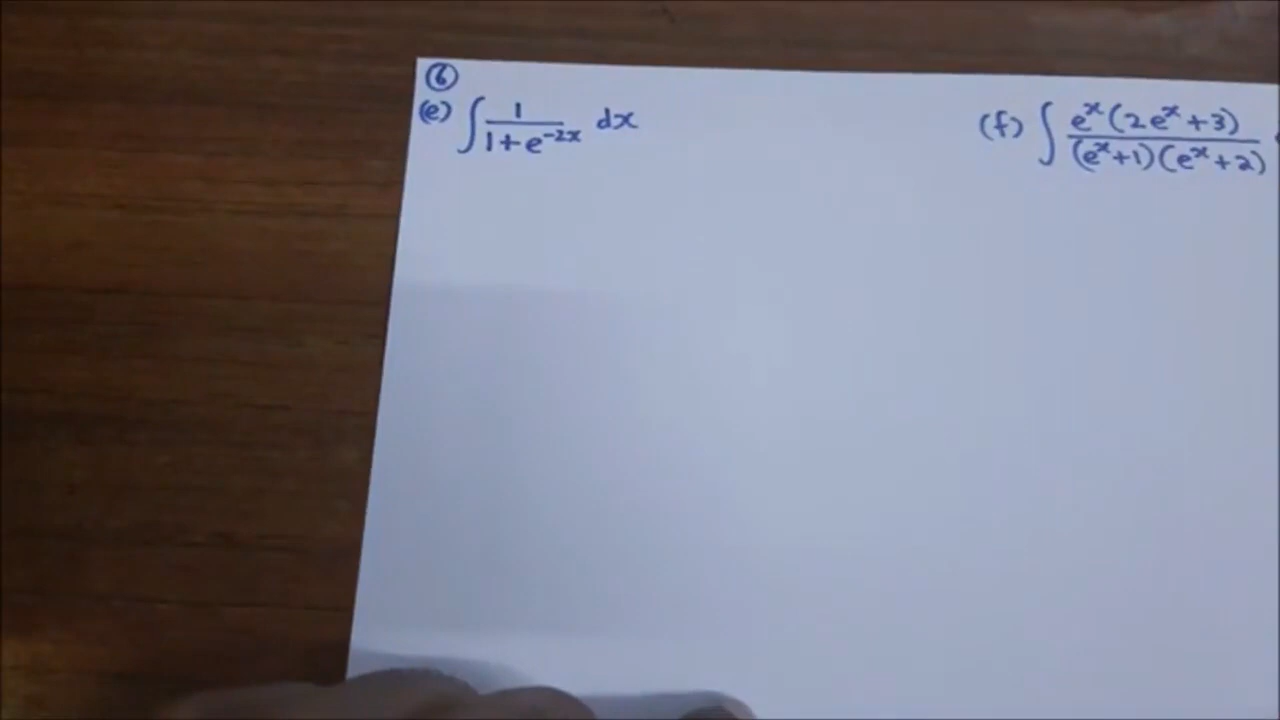 ⑥
(e) ∫ 1/(1+e^{-2x}) dx
(f) ∫ e^x(2e^x+3)/((e^x+1)(e^x+2))